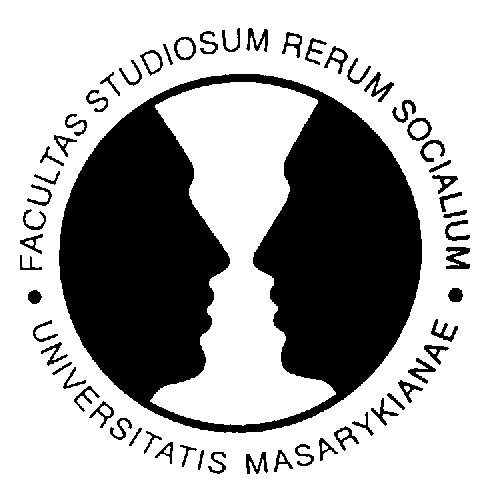 FACULTAS STUDIOSUM RERUM SOCIALIUM
• UNIVERSITATIS MASARYKIANAE •